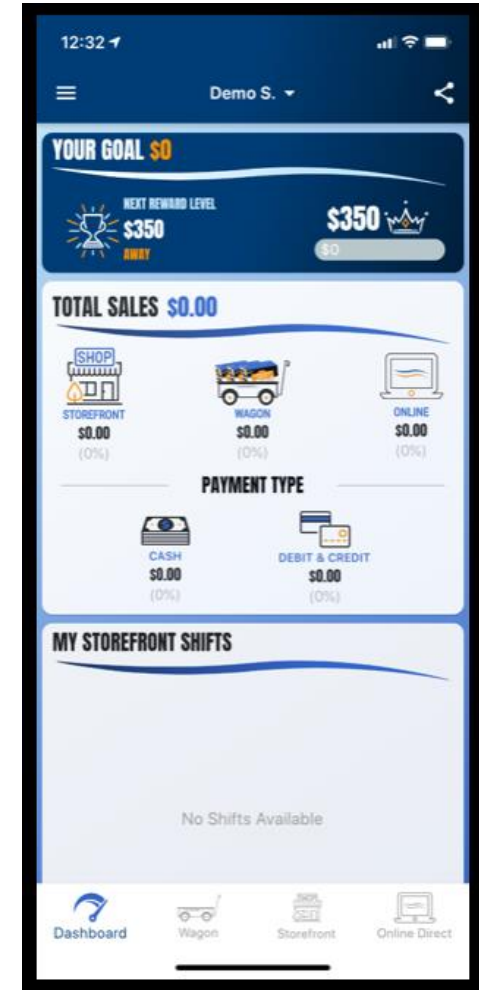 12:32
Demo S.
YOUR GOAL $0
NEXT REWARD LEVEL
$350
AWAY
$350
$0
TOTAL SALES $0.00
SHOP
STOREFRONT
$0.00
(0%)
WAGON
$0.00
(0%)
ONLINE
$0.00
(0%)
PAYMENT TYPE
CASH
$0.00
(0%)
DEBIT & CREDIT
$0.00
(0%)
MY STOREFRONT SHIFTS
No Shifts Available
Dashboard
Wagon
Storefront
Online Direct